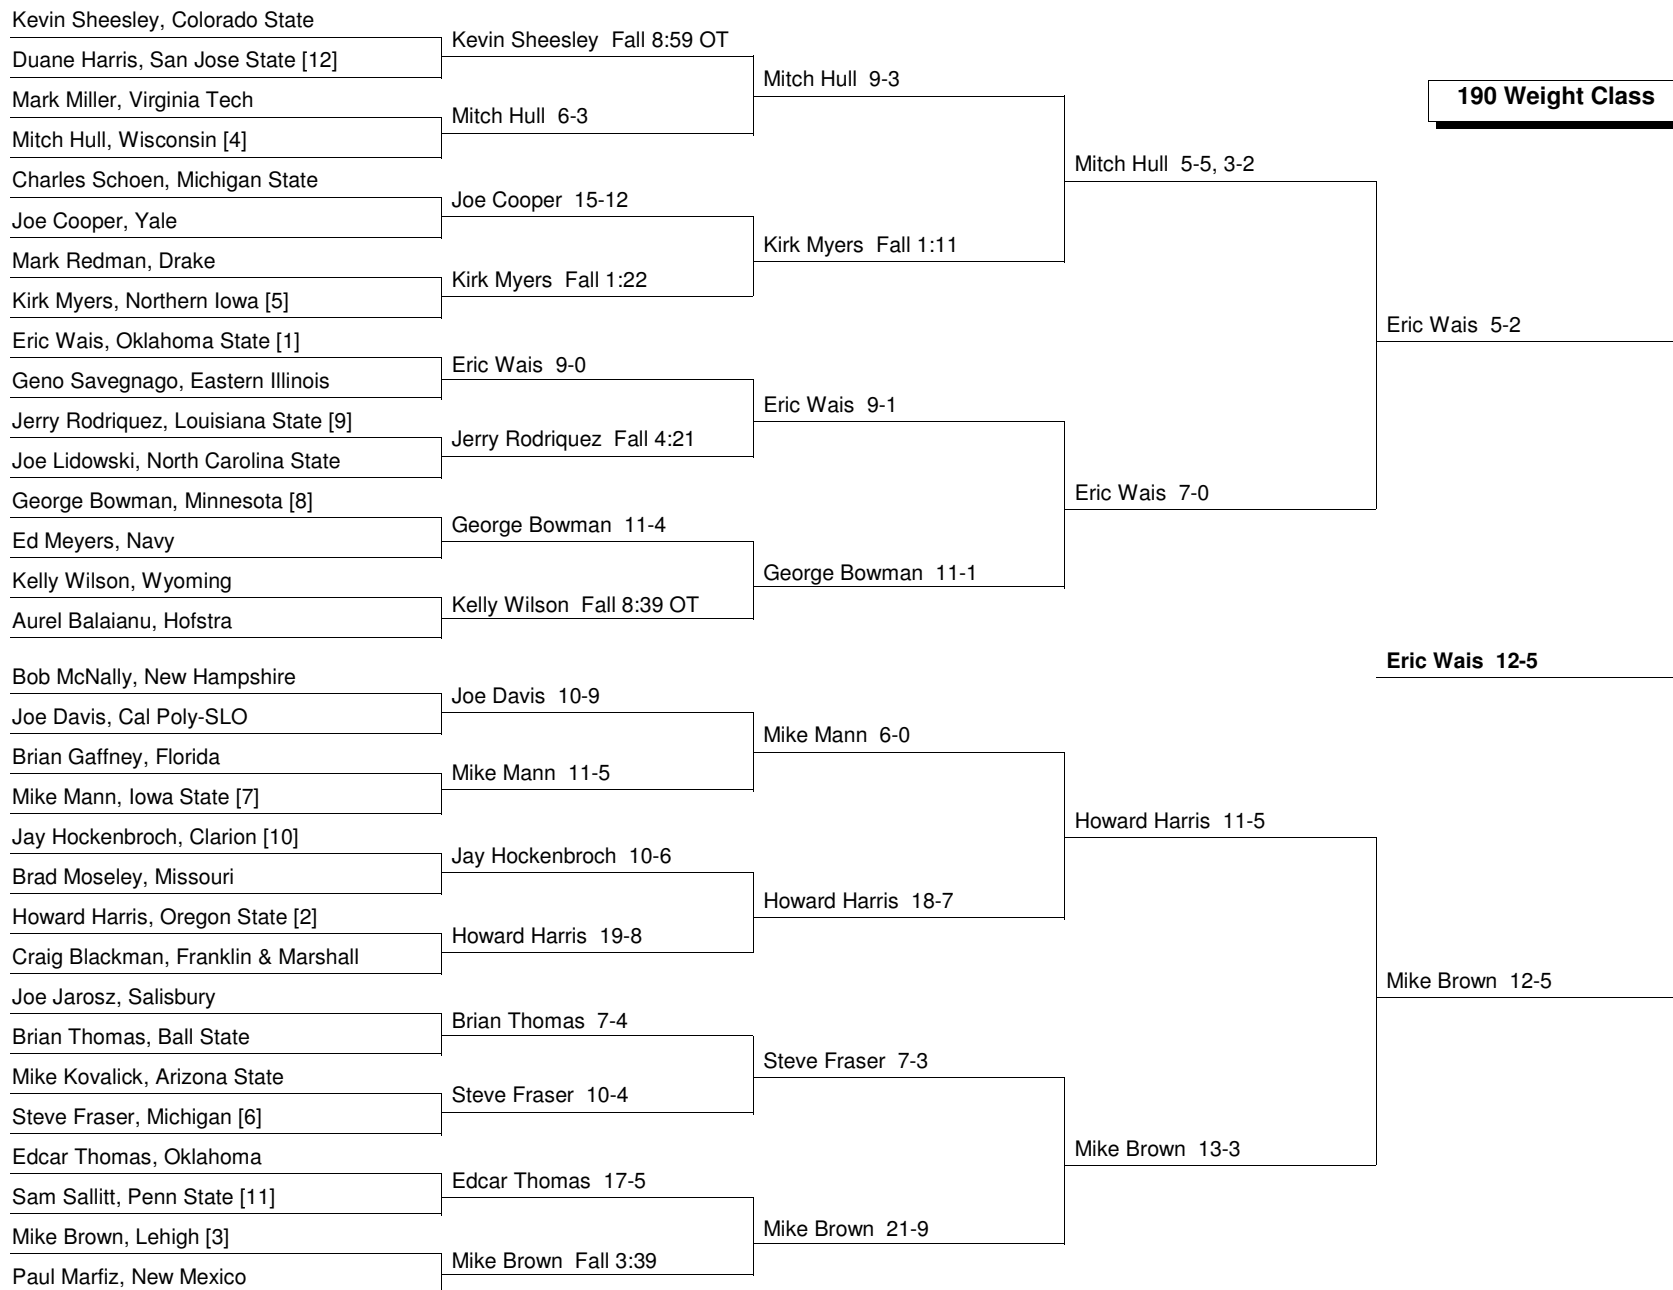 Kevin Sheesley, Colorado State
Duane Harris, San Jose State [12]
Mark Miller, Virginia Tech
Mitch Hull, Wisconsin [4]
Charles Schoen, Michigan State
Joe Cooper, Yale
Mark Redman, Drake
Kirk Myers, Northern Iowa [5]
Eric Wais, Oklahoma State [1]
Geno Savegnago, Eastern Illinois
Jerry Rodriquez, Louisiana State [9]
Joe Lidowski, North Carolina State
George Bowman, Minnesota [8]
Ed Meyers, Navy
Kelly Wilson, Wyoming
Aurel Balaianu, Hofstra
Bob McNally, New Hampshire
Joe Davis, Cal Poly-SLO
Brian Gaffney, Florida
Mike Mann, Iowa State [7]
Jay Hockenbroch, Clarion [10]
Brad Moseley, Missouri
Howard Harris, Oregon State [2]
Craig Blackman, Franklin & Marshall
Joe Jarosz, Salisbury
Brian Thomas, Ball State
Mike Kovalick, Arizona State
Steve Fraser, Michigan [6]
Edcar Thomas, Oklahoma
Sam Sallitt, Penn State [11]
Mike Brown, Lehigh [3]
Paul Marfiz, New Mexico
Kevin Sheesley Fall 8:59 OT
Mitch Hull 6-3
Joe Cooper 15-12
Kirk Myers Fall 1:22
Eric Wais 9-0
Jerry Rodriquez Fall 4:21
George Bowman 11-4
Kelly Wilson Fall 8:39 OT
Joe Davis 10-9
Mike Mann 11-5
Jay Hockenbroch 10-6
Howard Harris 19-8
Brian Thomas 7-4
Steve Fraser 10-4
Edcar Thomas 17-5
Mike Brown Fall 3:39
Mitch Hull 9-3
Kirk Myers Fall 1:11
Eric Wais 9-1
George Bowman 11-1
Mike Mann 6-0
Howard Harris 18-7
Steve Fraser 7-3
Mike Brown 21-9
Mitch Hull 5-5, 3-2
Eric Wais 7-0
Howard Harris 11-5
Mike Brown 13-3
190 Weight Class
Eric Wais 5-2
Eric Wais 12-5
Mike Brown 12-5